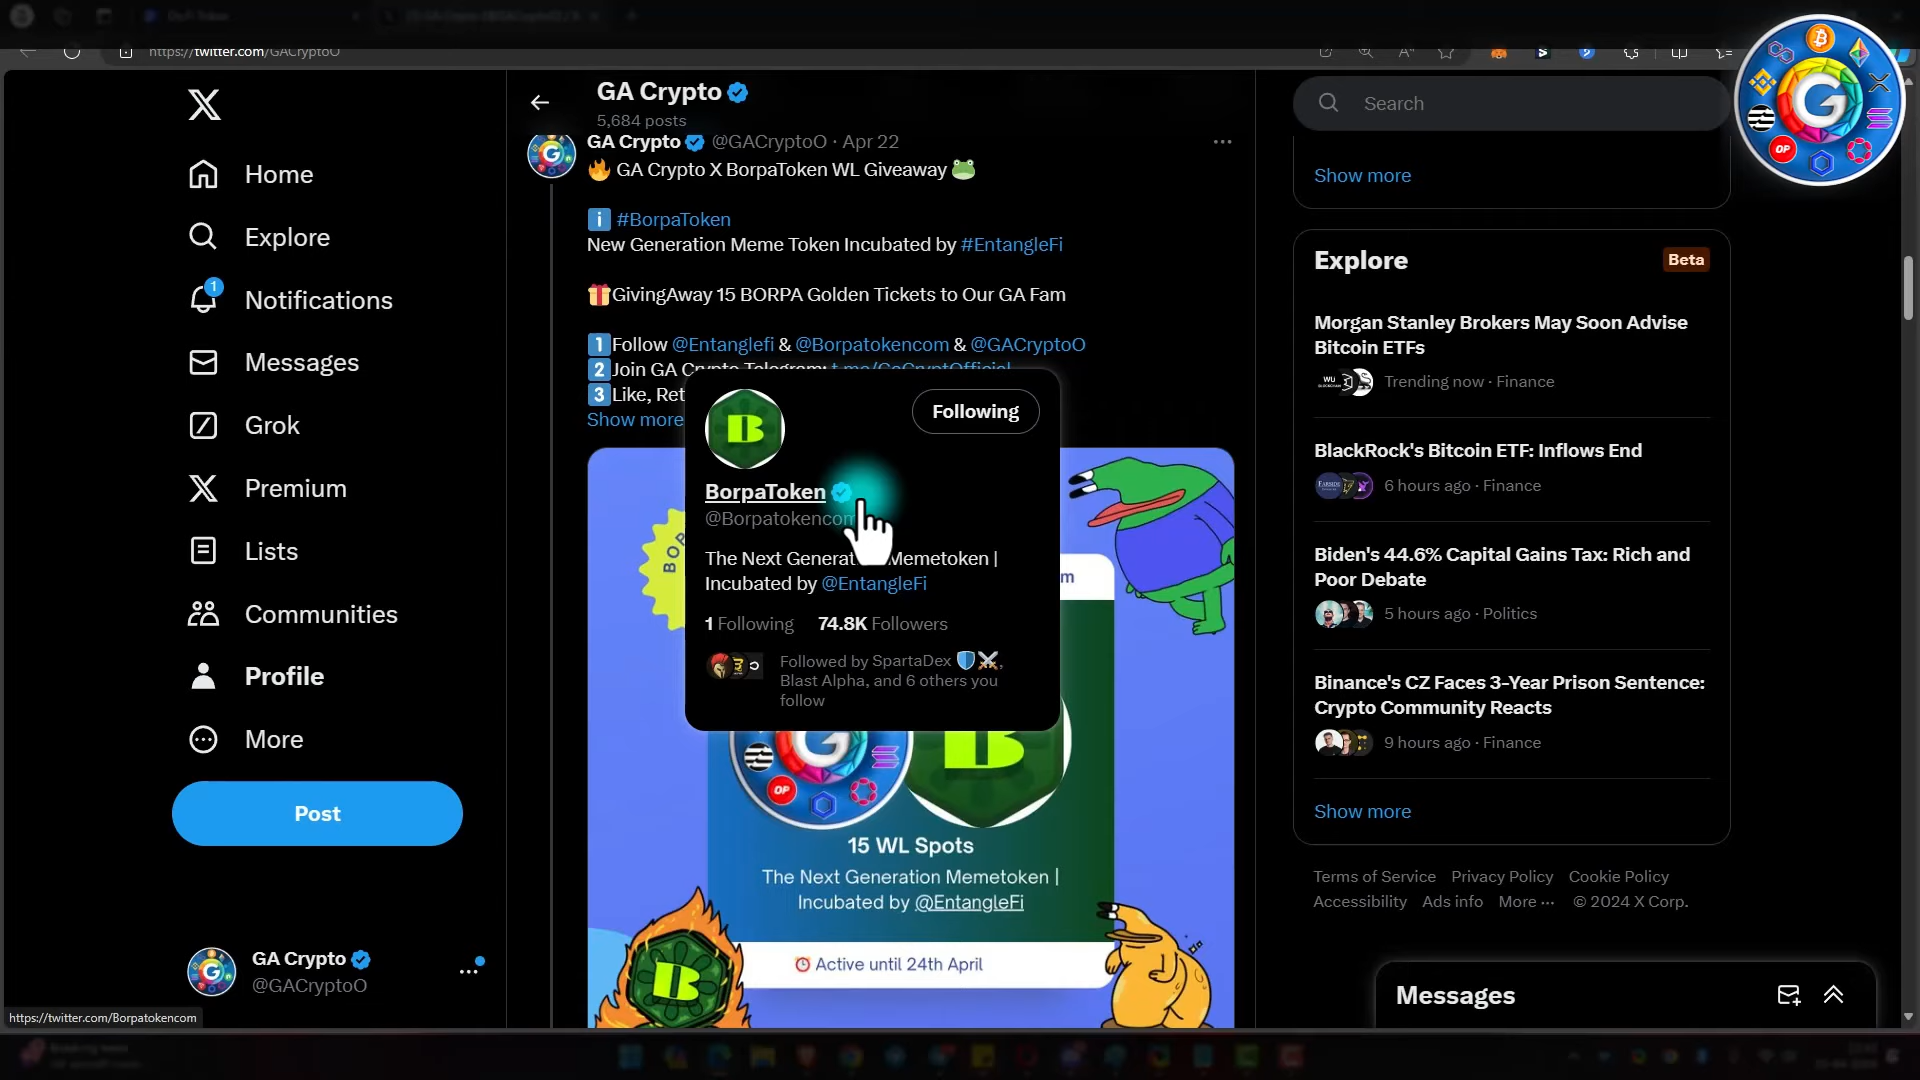 https://twitter.com/GACryptoO
Home
Explore
Notifications
1
Messages
Grok
Premium
Lists
Communities
Profile
More
Post
GA Crypto
@GACryptoO
https://twitter.com/Borpatokencom
GA Crypto
5,684 posts
GA Crypto @GACryptoO · Apr 22
GA Crypto X BorpaToken WL Giveaway
#BorpaToken
New Generation Meme Token Incubated by #EntangleFi
GivingAway 15 BORPA Golden Tickets to Our GA Fam
1 Follow @Entanglefi & @Borpatokencom & @GACryptoO
2 Join GA Crypto Telegram: t.me/GaCryptOfficial
3 Like, Ret
Show more
B
Following
BorpaToken
@Borpatokencom
The Next Generat Memetoken |
Incubated by @EntangleFi
1 Following 74.8K Followers
Followed by SpartaDex
Blast Alpha, and 6 others you
follow
BOR
m
OP
B
15 WL Spots
The Next Generation Memetoken |
Incubated by @EntangleFi
Active until 24th April
B
Search
Show more
Explore
Beta
Morgan Stanley Brokers May Soon Advise
Bitcoin ETFs
Trending now · Finance
BlackRock's Bitcoin ETF: Inflows End
6 hours ago · Finance
Biden's 44.6% Capital Gains Tax: Rich and
Poor Debate
5 hours ago · Politics
Binance's CZ Faces 3-Year Prison Sentence:
Crypto Community Reacts
9 hours ago · Finance
Show more
Terms of Service Privacy Policy Cookie Policy
Accessibility Ads info More ··· © 2024 X Corp.
Messages
G
OP